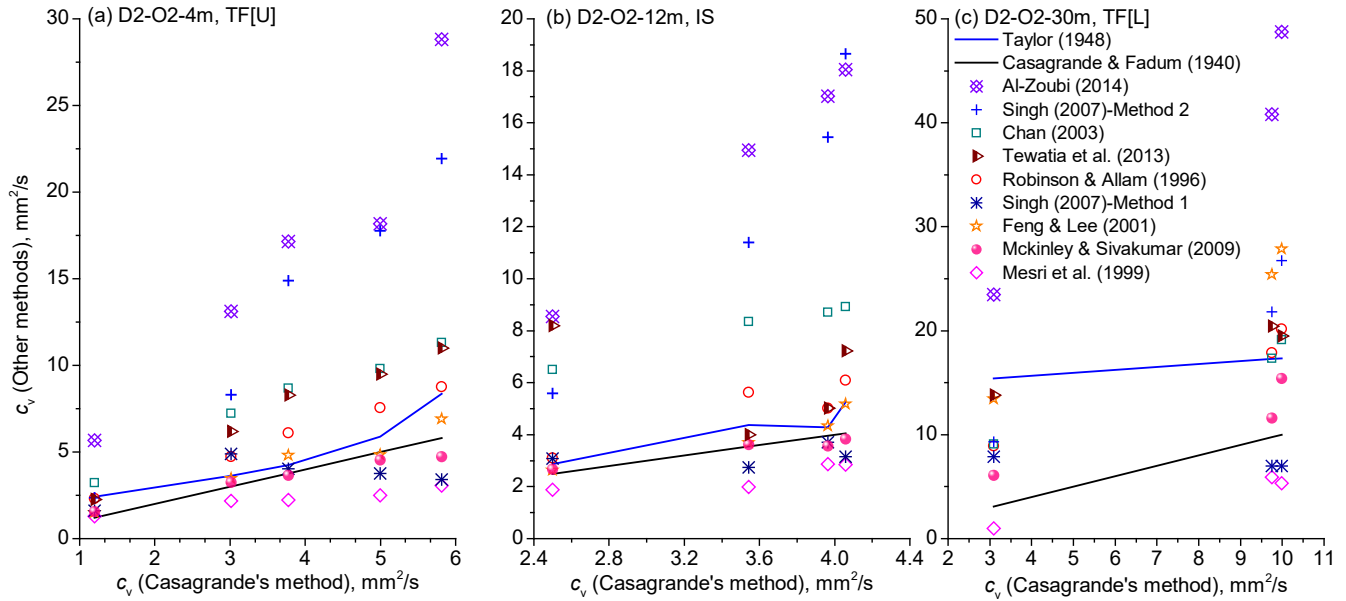 (a) D2-O2-4m, TF[U]
(b) D2-O2-12m, IS
(c) D2-O2-30m, TF[L]
Taylor (1948)
Casagrande & Fadum (1940)
Al-Zoubi (2014)
Singh (2007)-Method 2
Chan (2003)
Tewatia et al. (2013)
Robinson & Allam (1996)
Singh (2007)-Method 1
Feng & Lee (2001)
Mckinley & Sivakumar (2009)
Mesri et al. (1999)
cᵥ (Other methods), mm²/s
30
25
20
15
10
5
0
1 2 3 4 5 6
cᵥ (Casagrande's method), mm²/s
20
18
16
14
12
10
8
6
4
2
0
2.4 2.8 3.2 3.6 4.0 4.4
cᵥ (Casagrande's method), mm²/s
50
40
30
20
10
0
2 3 4 5 6 7 8 9 10 11
cᵥ (Casagrande's method), mm²/s